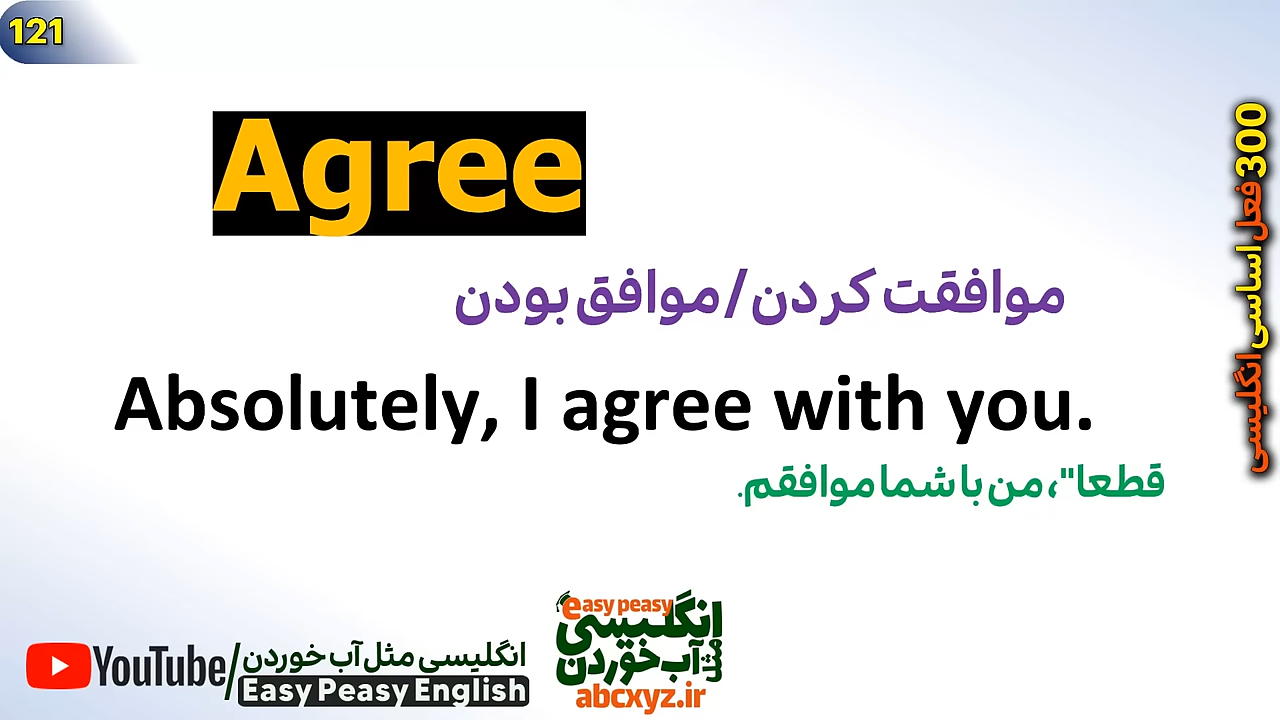 121
Agree
موافقت کردن/موافق بودن
Absolutely, I agree with you.
قطعا"، من با شما موافقم.
300 فعل اساسی انگلیسی
YouTube/انگلیسی مثل آب خوردن
Easy Peasy English
easy peasy
انگلیسی
مثل
آب خوردن
abcxyz.ir